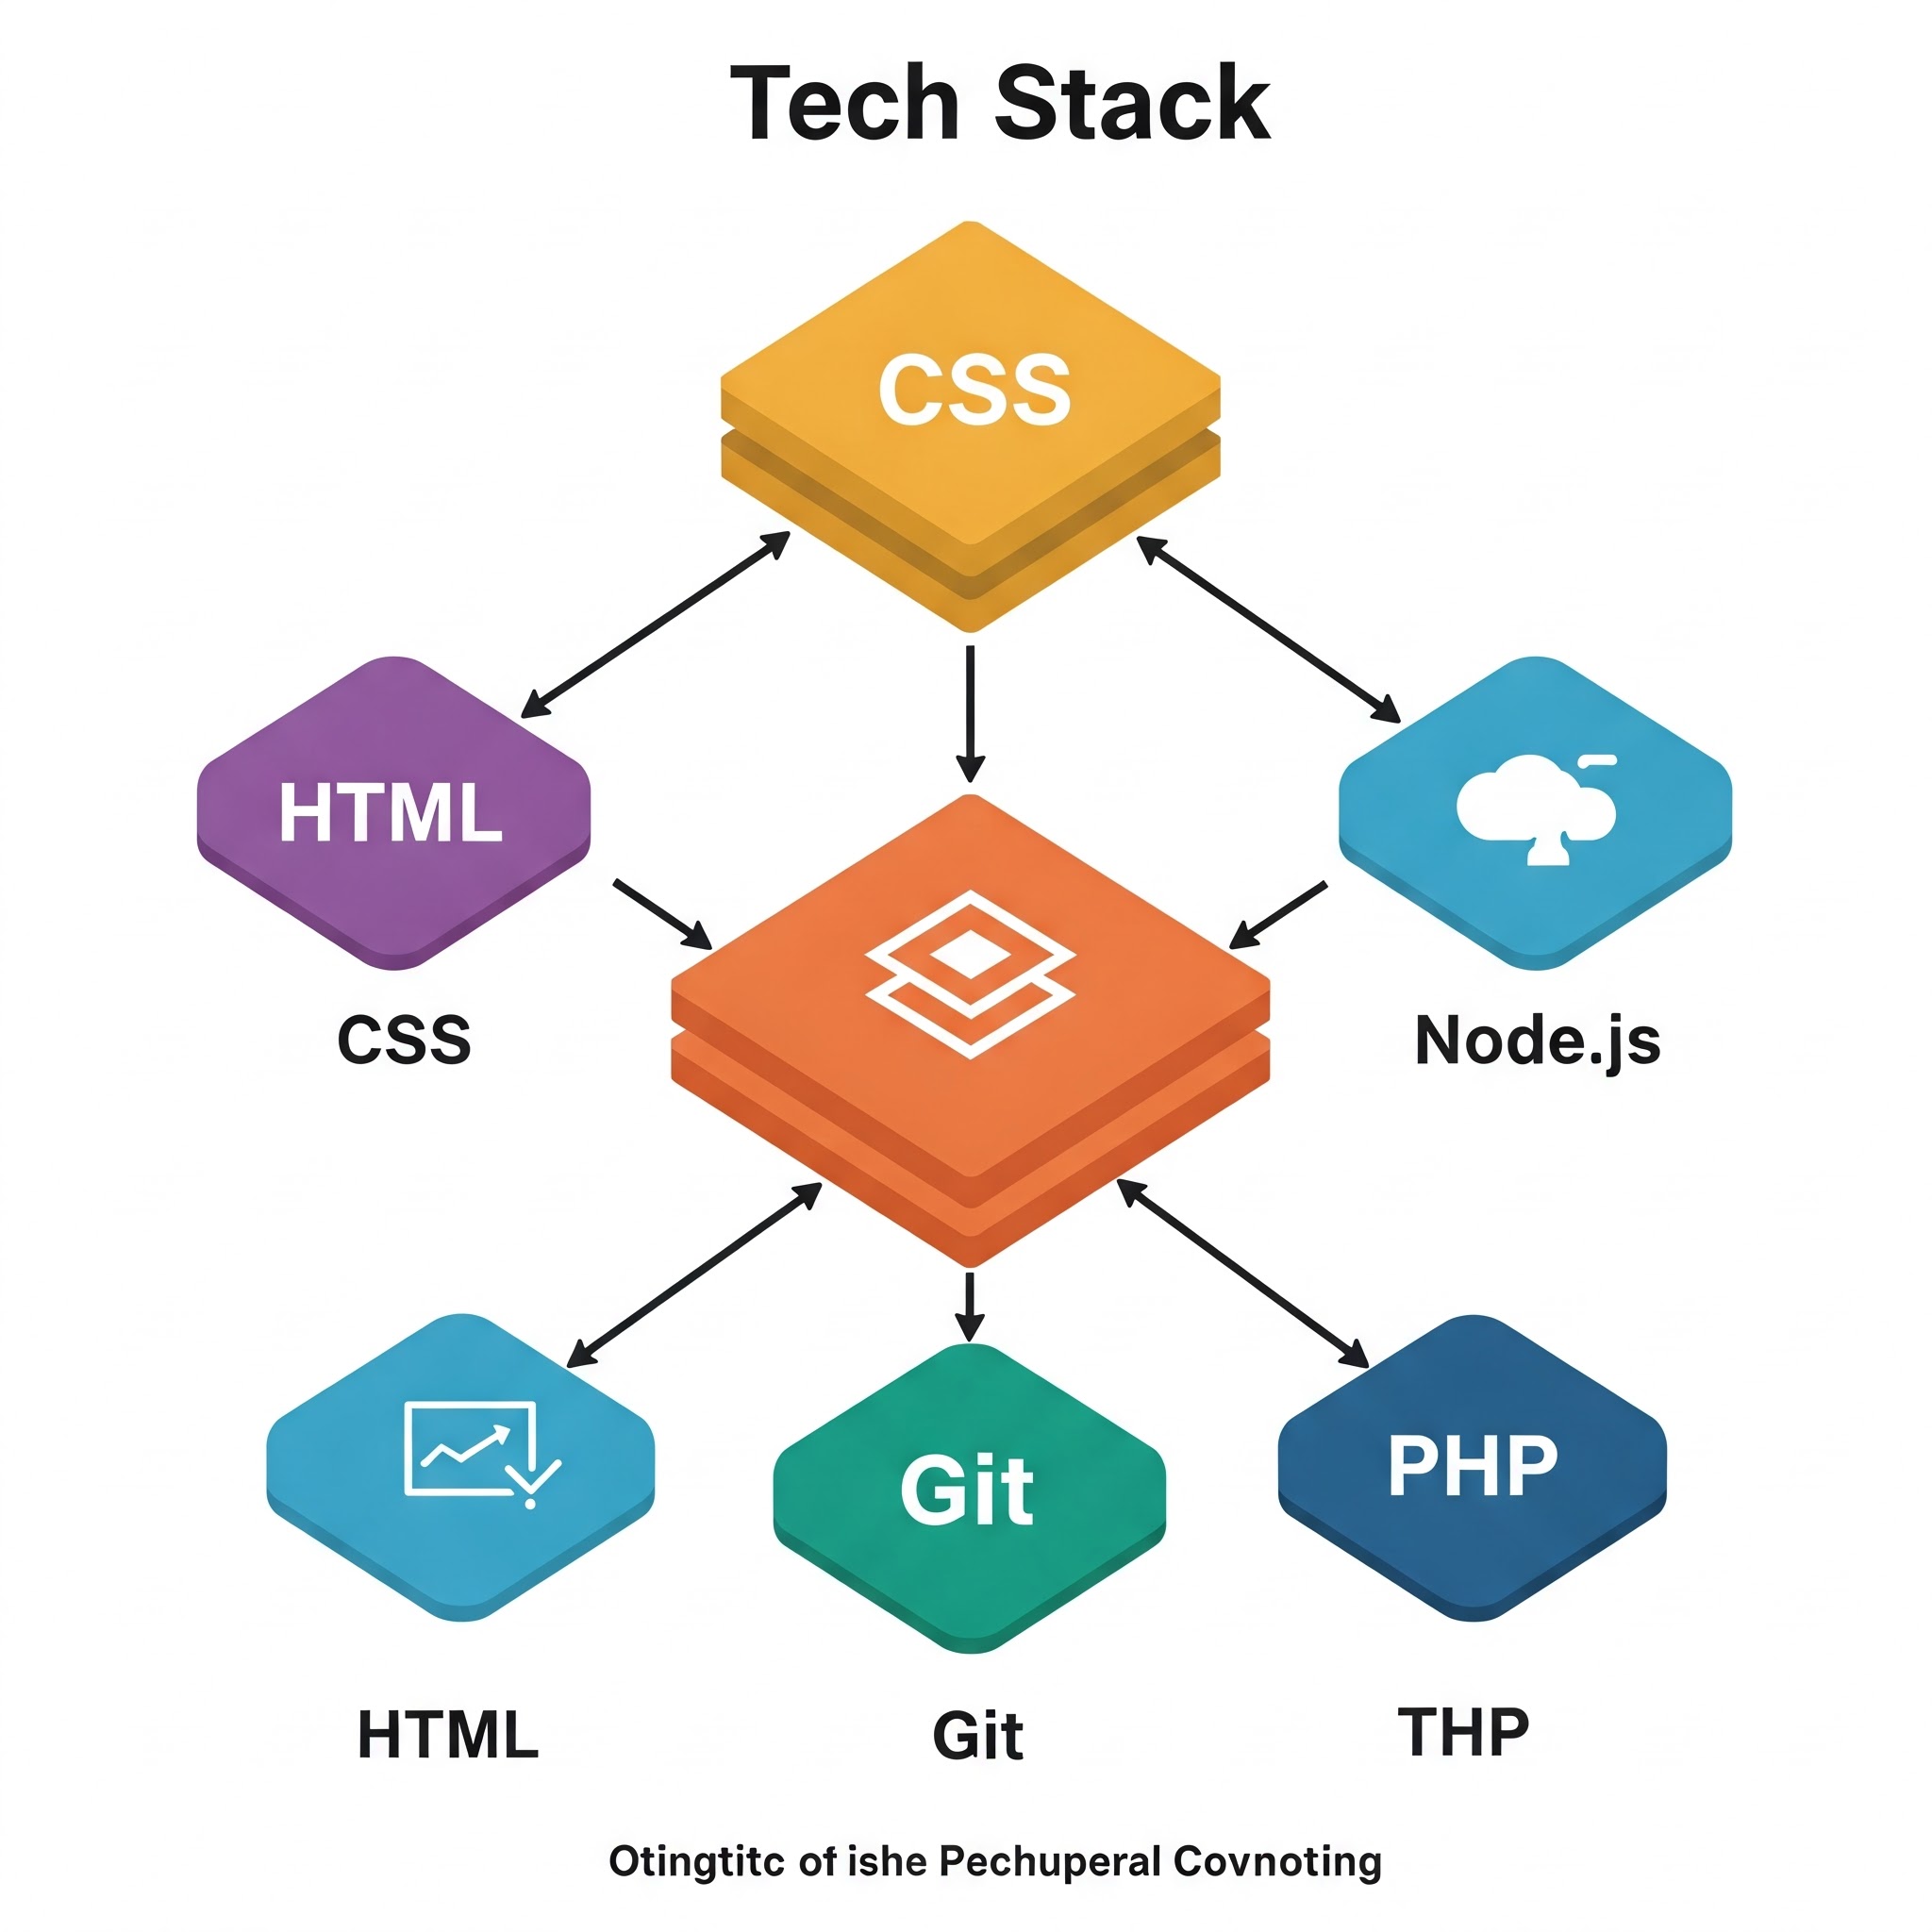 Tech Stack
CSS
HTML
CSS
Node.js
Git
PHP
HTML
Git
THP
Otingtitc of ishe Pechuperal Covnoting